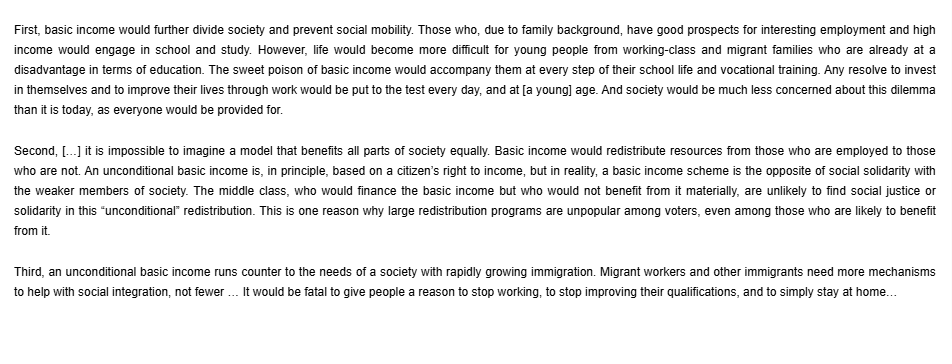 First, basic income would further divide society and prevent social mobility. Those who, due to family background, have good prospects for interesting employment and high
income would engage in school and study. However, life would become more difficult for young people from working-class and migrant families who are already at a
disadvantage in terms of education. The sweet poison of basic income would accompany them at every step of their school life and vocational training. Any resolve to invest
in themselves and to improve their lives through work would be put to the test every day, and at [a young] age. And society would be much less concerned about this dilemma
than it is today, as everyone would be provided for.
Second, […] it is impossible to imagine a model that benefits all parts of society equally. Basic income would redistribute resources from those who are employed to those
who are not. An unconditional basic income is, in principle, based on a citizen's right to income, but in reality, a basic income scheme is the opposite of social solidarity with
the weaker members of society. The middle class, who would finance the basic income but who would not benefit from it materially, are unlikely to find social justice or
solidarity in this “unconditional” redistribution. This is one reason why large redistribution programs are unpopular among voters, even among those who are likely to benefit
from it.
Third, an unconditional basic income runs counter to the needs of a society with rapidly growing immigration. Migrant workers and other immigrants need more mechanisms
to help with social integration, not fewer … It would be fatal to give people a reason to stop working, to stop improving their qualifications, and to simply stay at home…